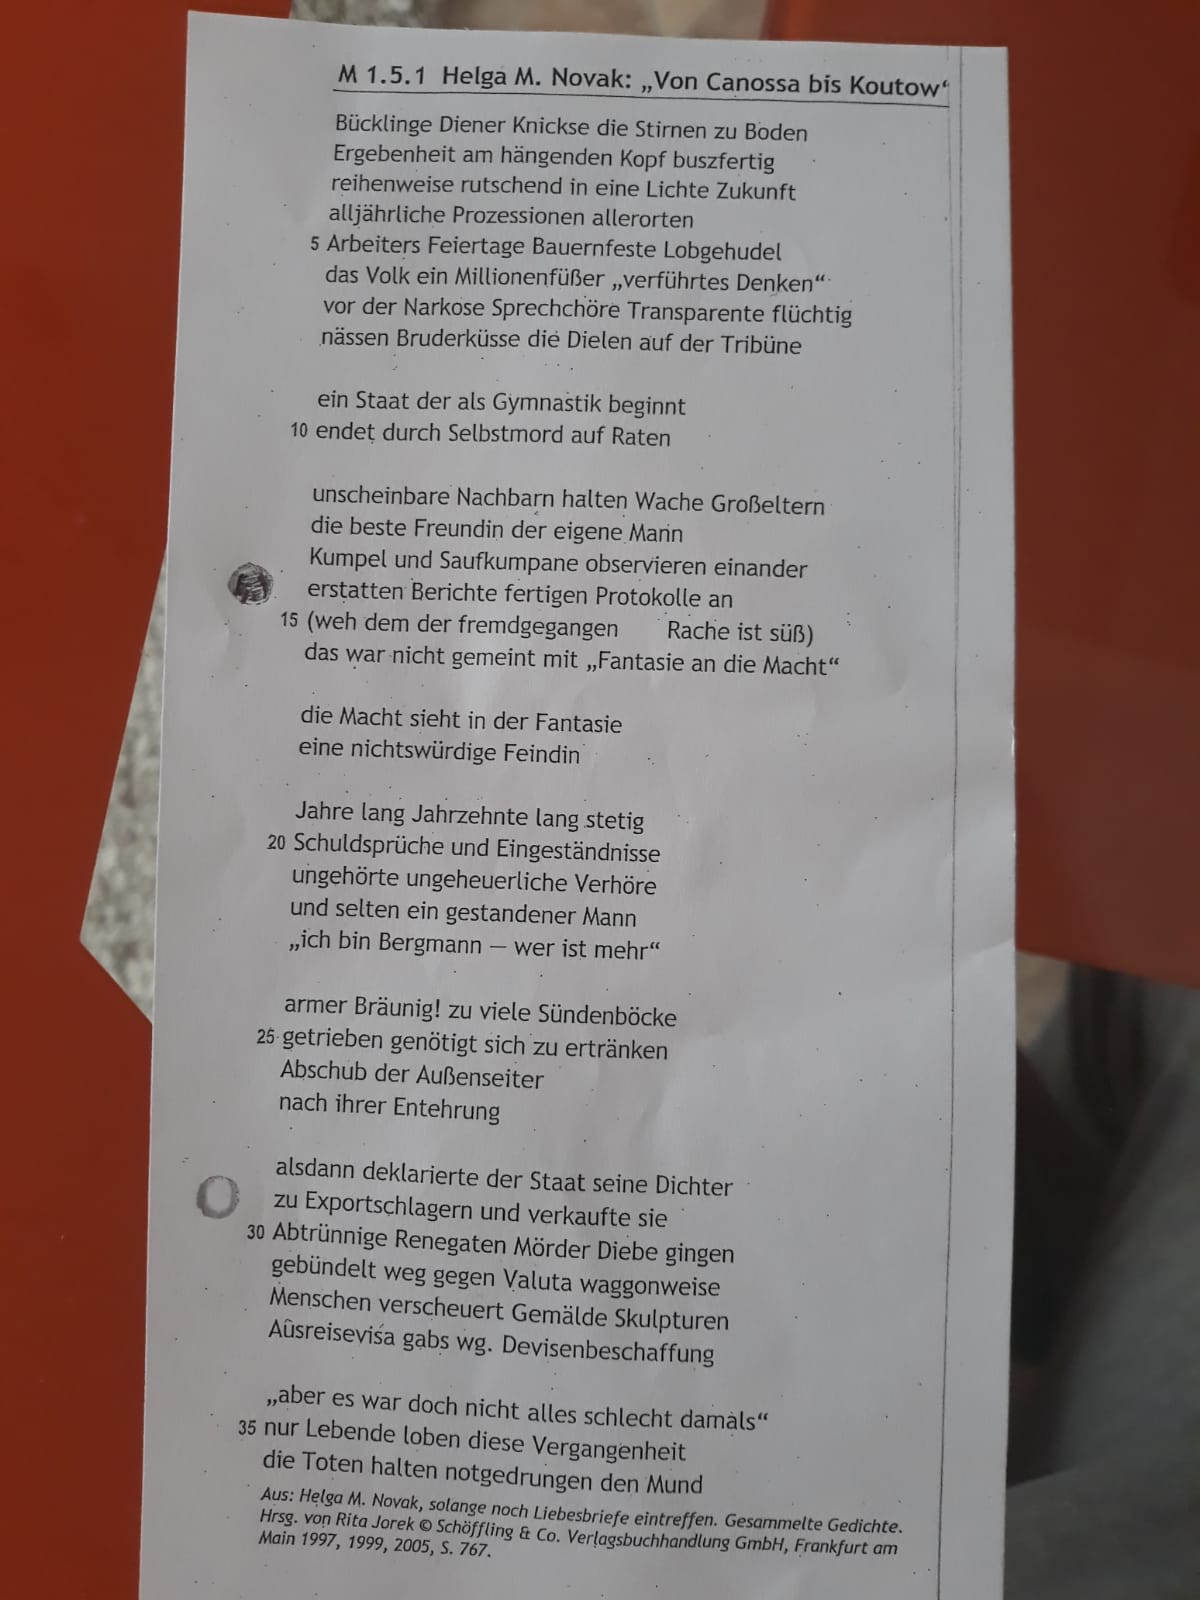 M 1.5.1 Helga M. Novak: „Von Canossa bis Koutow“
Bücklinge Diener Knickse die Stirnen zu Boden
Ergebenheit am hängenden Kopf buszfertig
reihenweise rutschend in eine Lichte Zukunft
alljährliche Prozessionen allerorten
5 Arbeiters Feiertage Bauernfeste Lobgehudel
das Volk ein Millionenfüßer „verführtes Denken“
vor der Narkose Sprechchöre Transparente flüchtig
nässen Bruderküsse die Dielen auf der Tribüne
ein Staat der als Gymnastik beginnt
10 endet durch Selbstmord auf Raten
unscheinbare Nachbarn halten Wache Großeltern
die beste Freundin der eigene Mann
Kumpel und Saufkumpane observieren einander
erstatten Berichte fertigen Protokolle an
15 (weh dem der fremdgegangen Rache ist süß)
das war nicht gemeint mit „Fantasie an die Macht“
die Macht sieht in der Fantasie
eine nichtswürdige Feindin
Jahre lang Jahrzehnte lang stetig
20 Schuldsprüche und Eingeständnisse
ungehörte ungeheuerliche Verhöre
und selten ein gestandener Mann
„ich bin Bergmann – wer ist mehr“
armer Bräunig! zu viele Sündenböcke
25 getrieben genötigt sich zu ertränken
Abschub der Außenseiter
nach ihrer Entehrung
alsdann deklarierte der Staat seine Dichter
zu Exportschlagern und verkaufte sie
30 Abtrünnige Renegaten Mörder Diebe gingen
gebündelt weg gegen Valuta waggonweise
Menschen verscheuert Gemälde Skulpturen
Ausreisevisa gabs wg. Devisenbeschaffung
„aber es war doch nicht alles schlecht damals“
35 nur Lebende loben diese Vergangenheit
die Toten halten notgedrungen den Mund
Aus: Helga M. Novak, solange noch Liebesbriefe eintreffen. Gesammelte Gedichte.
Hrsg. von Rita Jorek © Schöffling & Co. Verlagsbuchhandlung GmbH, Frankfurt am
Main 1997, 1999, 2005, S. 767.